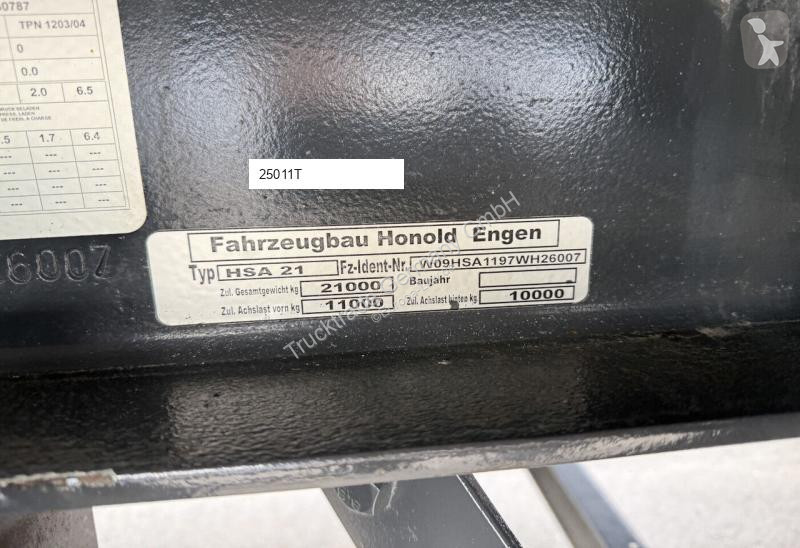 0787
TPN 1203/04
0
0.0
2.0 6.5
.5 1.7 6.4
--- --- ---
--- --- ---
--- --- ---
25011T
6007
Fahrzeugbau Honold Engen
Typ HSA 21 Fz-Ident-Nr. W09HSA1197WH26007
Zul. Gesamtgewicht kg 21000 Baujahr
Zul. Achslast vorn kg 11000 Zul. Achslast hinten kg 10000